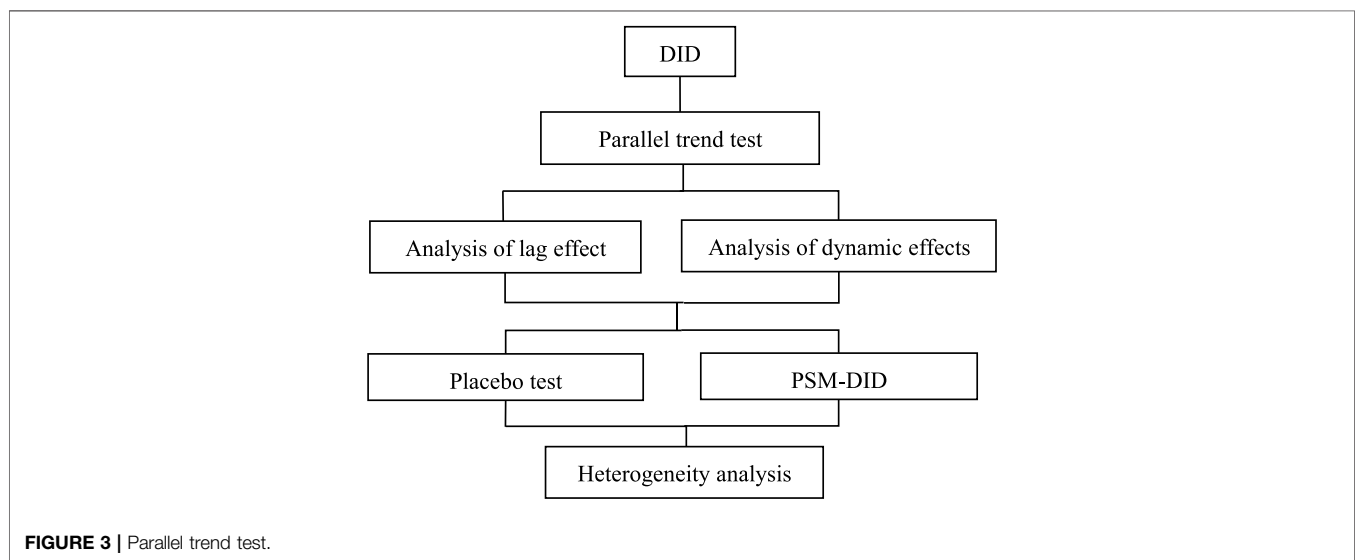 DID
Parallel trend test
Analysis of lag effect
Analysis of dynamic effects
Placebo test
PSM-DID
Heterogeneity analysis
FIGURE 3 | Parallel trend test.